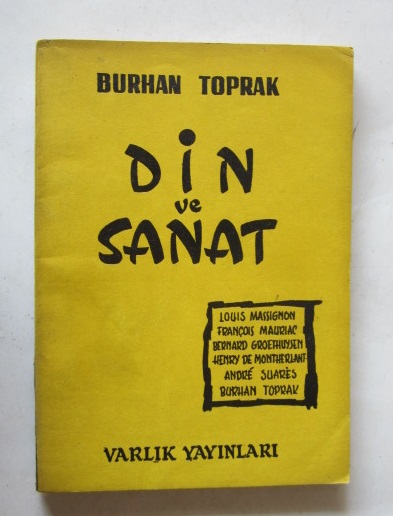 BURHAN TOPRAK
DİN
ve
SANAT
LOUIS MASSIGNON
FRANÇOIS MAURIAC
BERNARD GROETHUYSEN
HENRY DE MONTHERLANT
ANDRÉ SUARÈS
BURHAN TOPRAK
VARLIK YAYINLARI